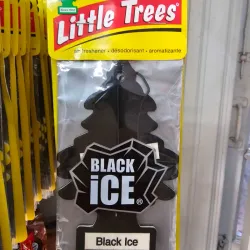 Little Trees
air freshener • désodorisant • aromatizante
BLACK
iCE
Black Ice